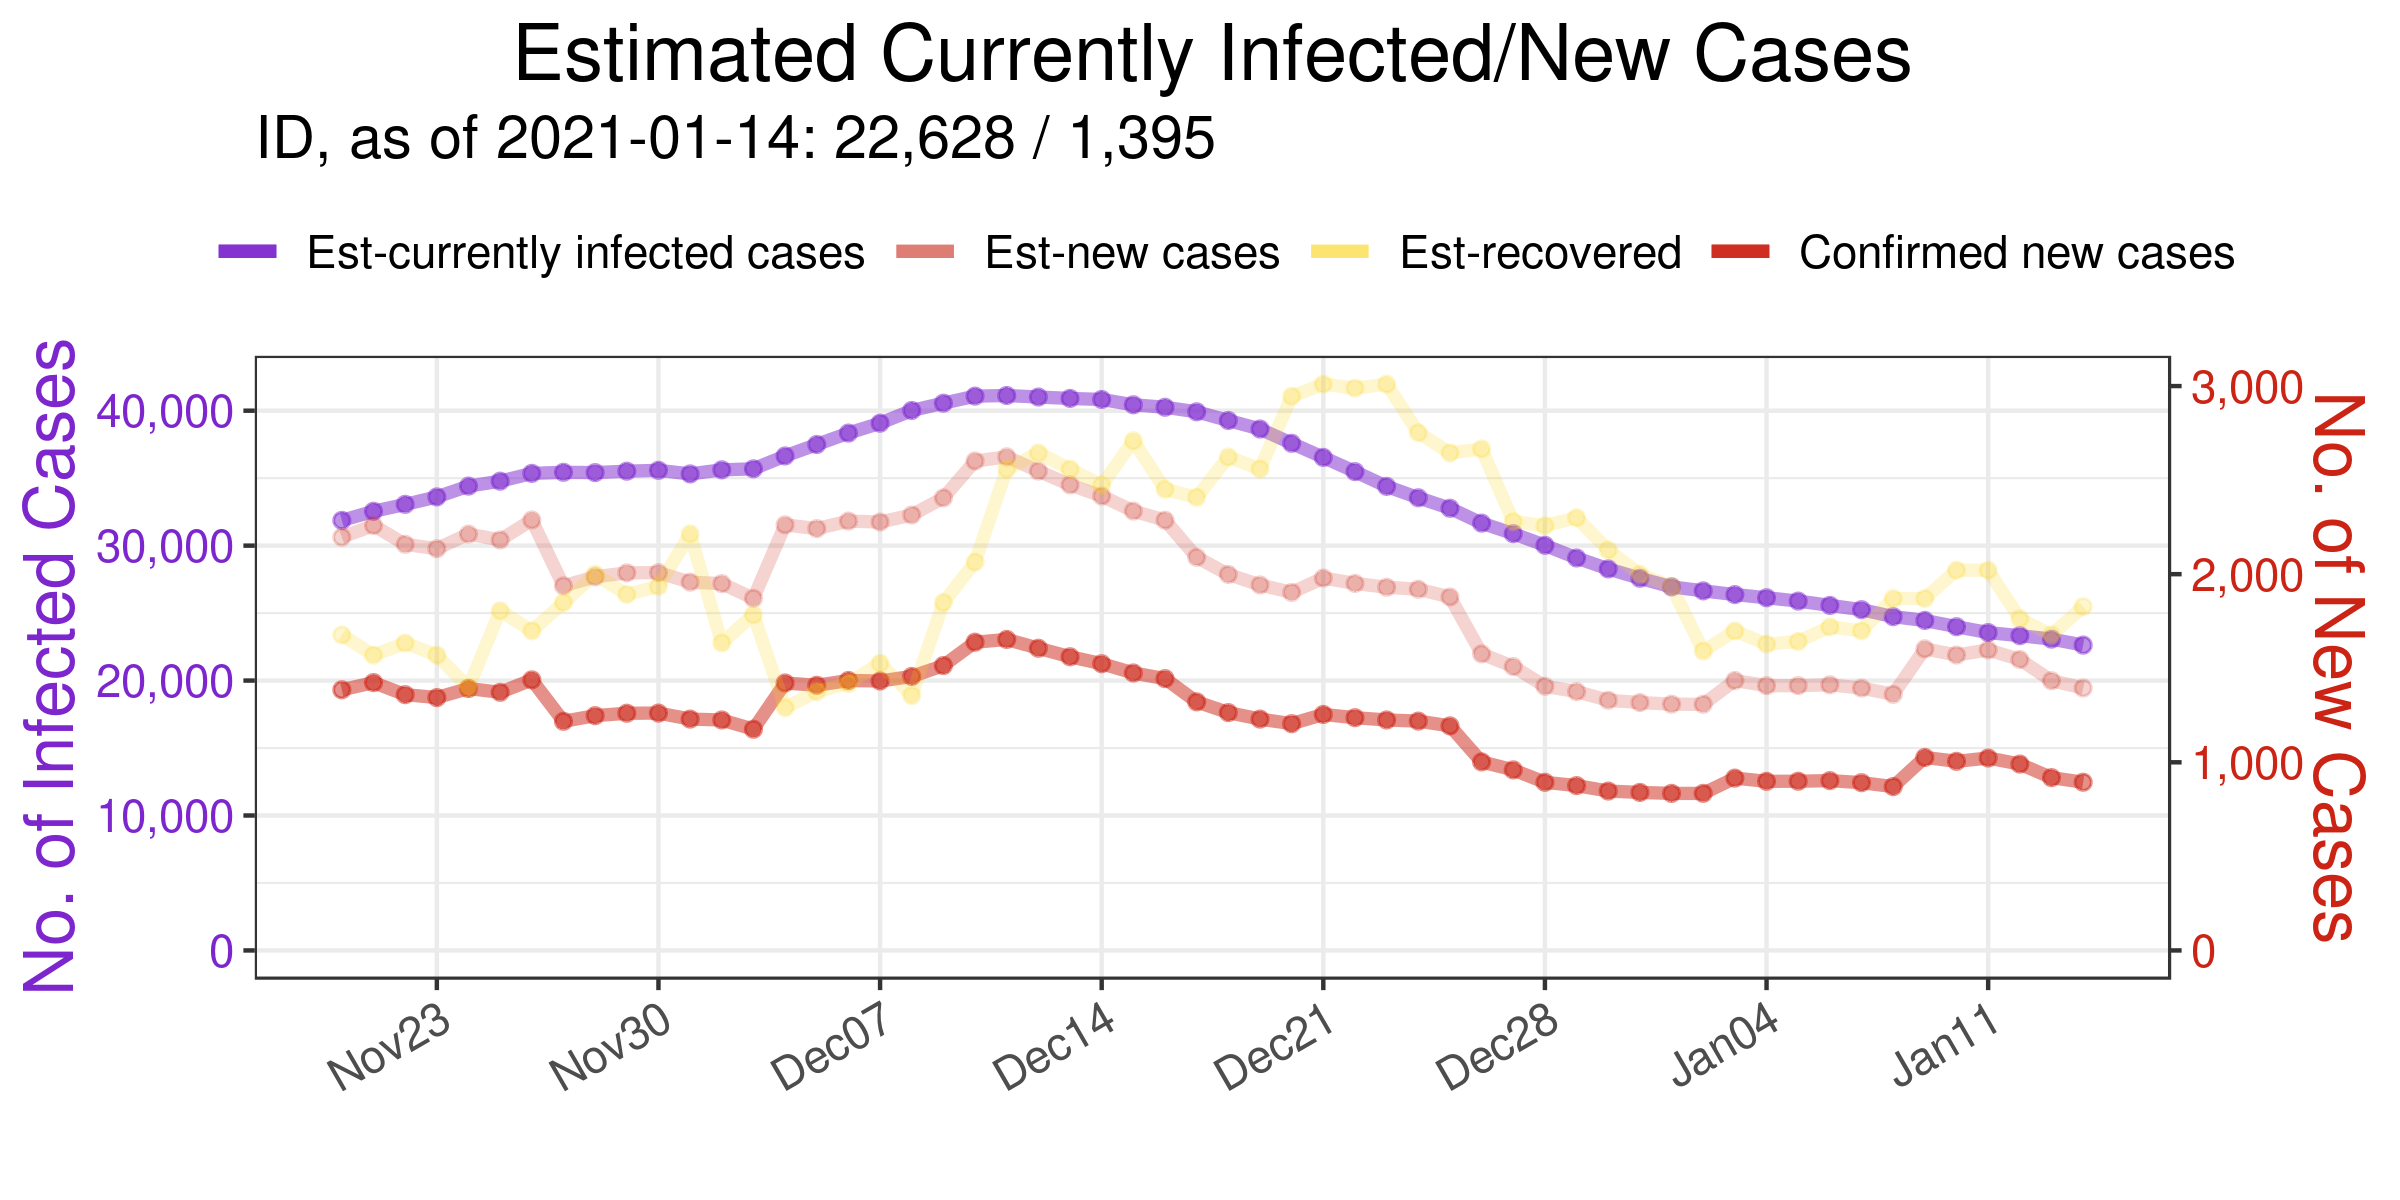 Estimated Currently Infected/New Cases
ID, as of 2021-01-14: 22,628 / 1,395
Est-currently infected cases Est-new cases Est-recovered Confirmed new cases
No. of Infected Cases
40,000
30,000
20,000
10,000
0
3,000
2,000
1,000
0
No. of New Cases
Nov23 Nov30 Dec07 Dec14 Dec21 Dec28 Jan04 Jan11